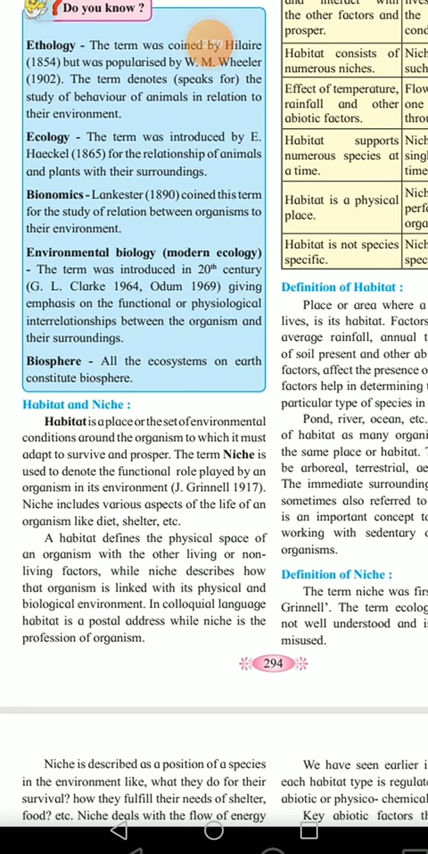 Do you know ?
Ethology - The term was coined by Hilaire
(1854) but was popularised by W. M. Wheeler
(1902). The term denotes (speaks for) the
study of behaviour of animals in relation to
their environment.
Ecology - The term was introduced by E.
Haeckel (1865) for the relationship of animals
and plants with their surroundings.
Bionomics - Lankester (1890) coined this term
for the study of relation between organisms to
their environment.
Environmental biology (modern ecology)
- The term was introduced in 20th century
(G. L. Clarke 1964, Odum 1969) giving
emphasis on the functional or physiological
interrelationships between the organism and
their surroundings.
Biosphere - All the ecosystems on earth
constitute biosphere.
Habitat and Niche :
Habitat is a place or the set of environmental
conditions around the organism to which it must
adapt to survive and prosper. The term Niche is
used to denote the functional role played by an
organism in its environment (J. Grinnell 1917).
Niche includes various aspects of the life of an
organism like diet, shelter, etc.
A habitat defines the physical space of
an organism with the other living or non-
living factors, while niche describes how
that organism is linked with its physical and
biological environment. In colloquial language
habitat is a postal address while niche is the
profession of organism.
the other factors and the
prosper.
Habitat consists of
numerous niches. such
Effect of temperature,
rainfall and other one
abiotic factors.
Habitat supports
numerous species at
a time. time
Habitat is a physical
place.
Habitat is not species
specific.
Definition of Habitat :
Place or area where a
lives, is its habitat. Factors
average rainfall, annual
of soil present and other
factors, affect the presence
factors help in determining
particular type of species in
Pond, river, ocean, etc.
of habitat as many
the same place or habitat.
be arboreal, terrestrial,
The immediate
sometimes also referred to
is an important concept
working with sedentary
organisms.
Definition of Niche :
The term niche was
Grinnell'. The term
not well understood and
misused.
294
Niche is described as a position of a species
in the environment like, what they do for their
survival? how they fulfill their needs of shelter,
food? etc. Niche deals with the flow of energy
We have seen earlier
each habitat type is
abiotic or physico- chemical
Key abiotic factors